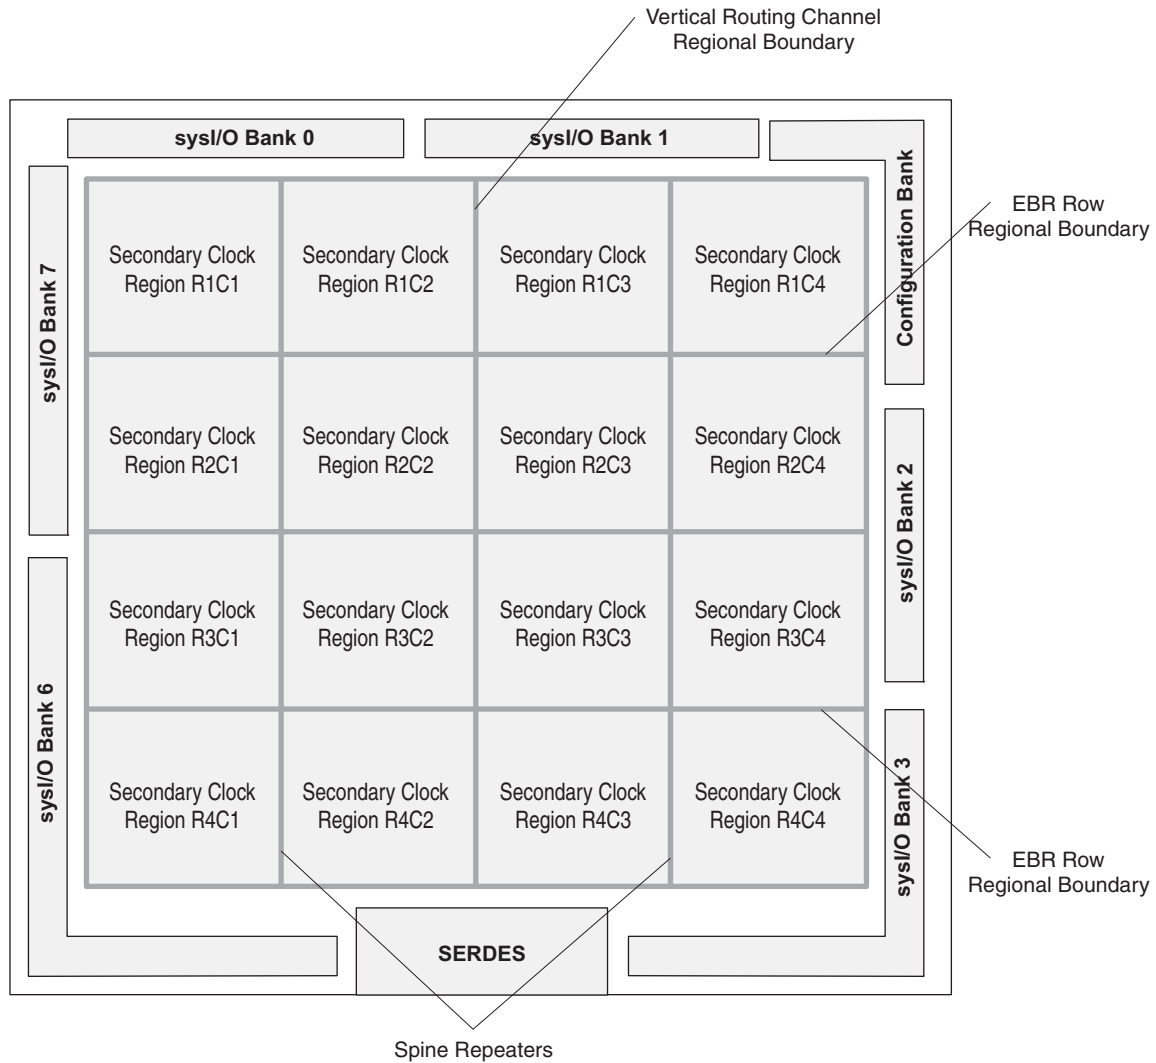 Vertical Routing Channel
Regional Boundary
sysI/O Bank 0
sysI/O Bank 1
Configuration Bank
EBR Row
Regional Boundary
sysI/O Bank 7
Secondary Clock
Region R1C1
Secondary Clock
Region R1C2
Secondary Clock
Region R1C3
Secondary Clock
Region R1C4
Secondary Clock
Region R2C1
Secondary Clock
Region R2C2
Secondary Clock
Region R2C3
Secondary Clock
Region R2C4
sysI/O Bank 2
Secondary Clock
Region R3C1
Secondary Clock
Region R3C2
Secondary Clock
Region R3C3
Secondary Clock
Region R3C4
sysI/O Bank 6
Secondary Clock
Region R4C1
Secondary Clock
Region R4C2
Secondary Clock
Region R4C3
Secondary Clock
Region R4C4
sysI/O Bank 3
EBR Row
Regional Boundary
SERDES
Spine Repeaters